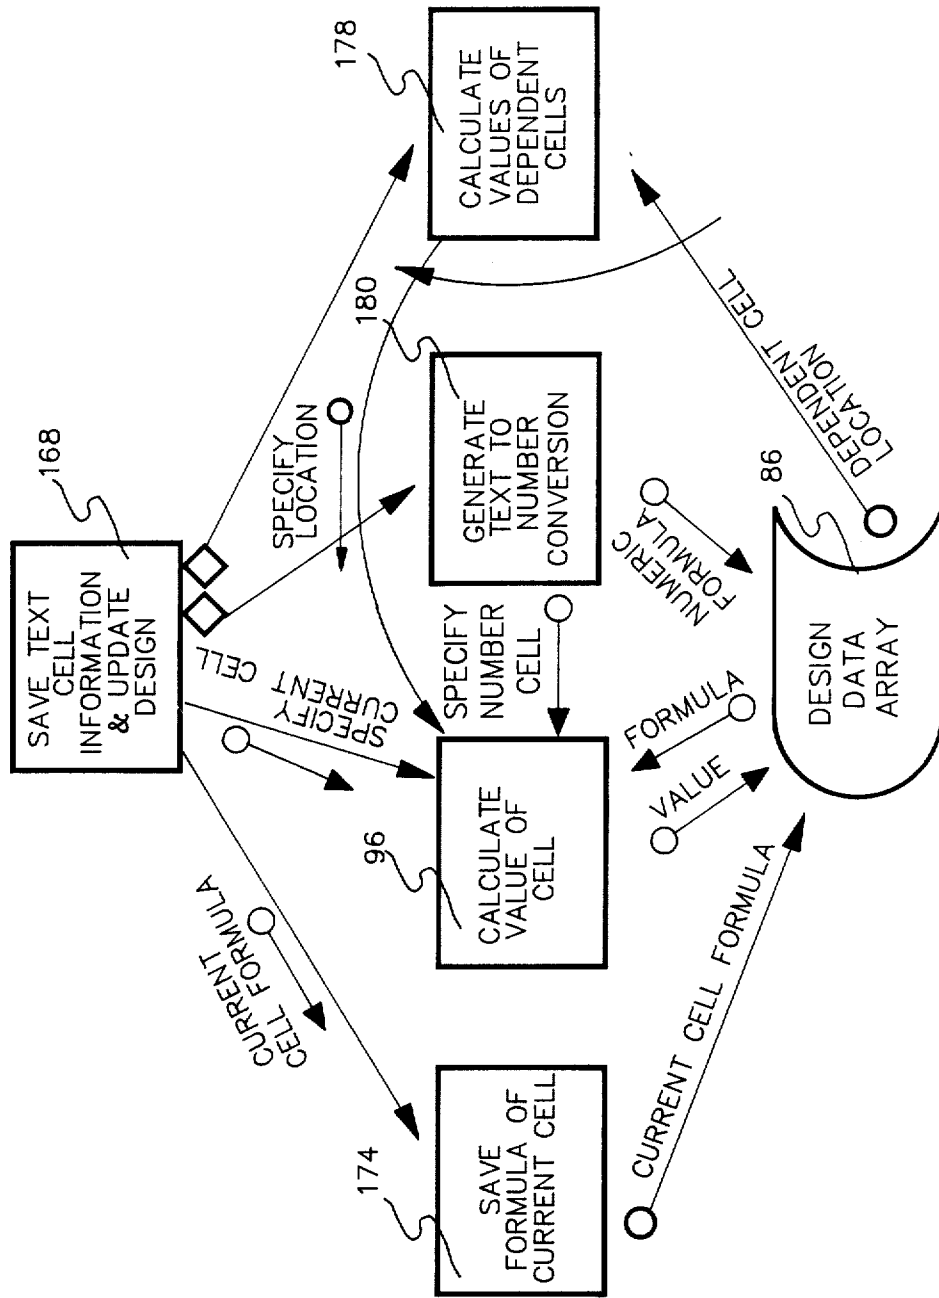 SAVE TEXT
CELL
INFORMATION
& UPDATE
DESIGN
168
CURRENT
CELL FORMULA
SPECIFY
CURRENT CELL
SPECIFY
LOCATION
174
SAVE
FORMULA OF
CURRENT CELL
96
CALCULATE
VALUE OF
CELL
SPECIFY
NUMBER
CELL
180
GENERATE
TEXT TO
NUMBER
CONVERSION
178
CALCULATE
VALUES OF
DEPENDENT
CELLS
CURRENT CELL FORMULA
VALUE
FORMULA
NUMERIC
FORMULA
DEPENDENT CELL
LOCATION
86
DESIGN
DATA
ARRAY